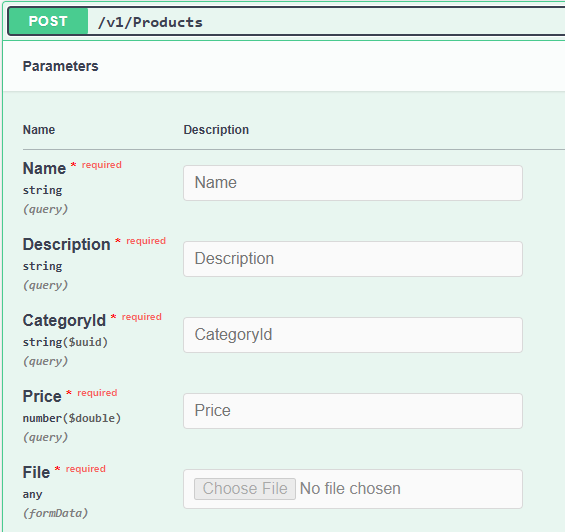 POST /v1/Products
Parameters
Name Description
Name * required
string
(query)
Name
Description * required
string
(query)
Description
CategoryId * required
string($uuid)
(query)
CategoryId
Price * required
number($double)
(query)
Price
File * required
any
(formData)
Choose File No file chosen